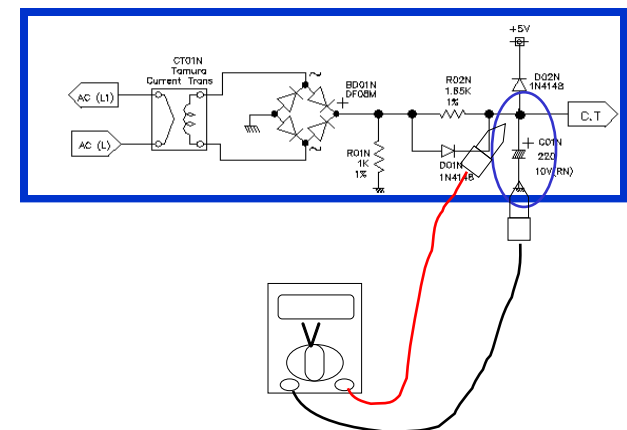 +5V
CT01N
Tamura
Current Trans
AC (L1)
AC (L)
BD01N
DF08M
R02N
1.85K
1%
D02N
1N4148
C.T
R01N
1K
1%
D01N
1N4148
C01N
220
10V(RN)
V